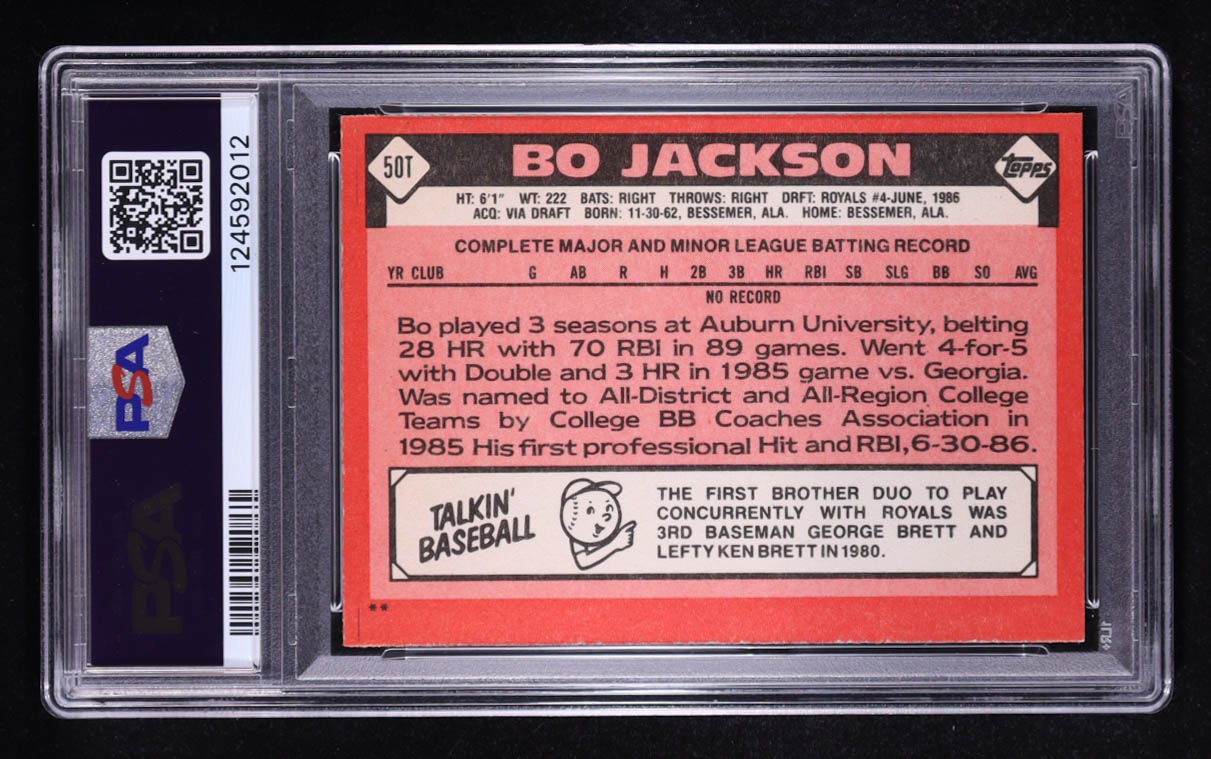 124592012
PSA
PSA
50T
BO JACKSON
topps
HT: 6'1" WT: 222 BATS: RIGHT THROWS: RIGHT DRFT: ROYALS #4-JUNE, 1986
ACQ: VIA DRAFT BORN: 11-30-62, BESSEMER, ALA. HOME: BESSEMER, ALA.
COMPLETE MAJOR AND MINOR LEAGUE BATTING RECORD
YR CLUB G AB R H 2B 3B HR RBI SB SLG BB SO AVG
NO RECORD
Bo played 3 seasons at Auburn University, belting
28 HR with 70 RBI in 89 games. Went 4-for-5
with Double and 3 HR in 1985 game vs. Georgia.
Was named to All-District and All-Region College
Teams by College BB Coaches Association in
1985 His first professional Hit and RBI, 6-30-86.
TALKIN'
BASEBALL
THE FIRST BROTHER DUO TO PLAY
CONCURRENTLY WITH ROYALS WAS
3RD BASEMAN GEORGE BRETT AND
LEFTY KEN BRETT IN 1980.
**
PSA